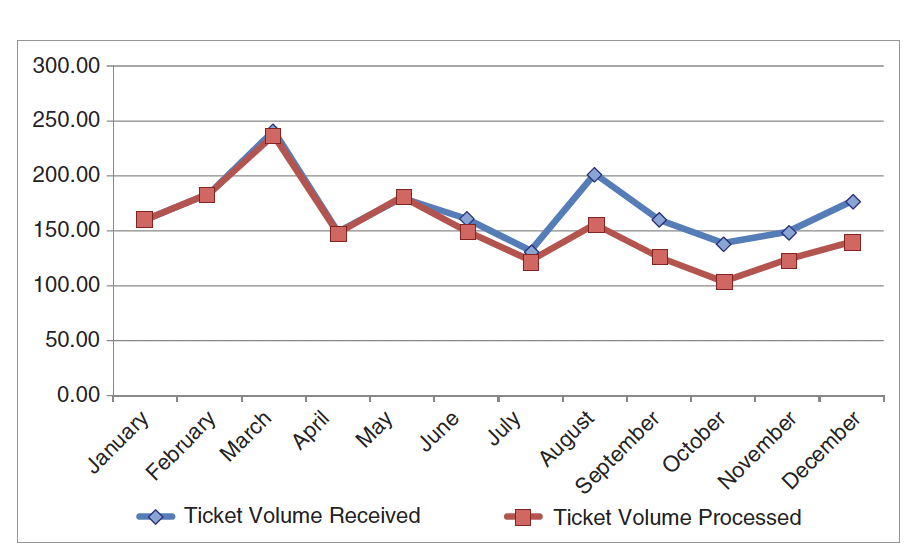 300.00
250.00
200.00
150.00
100.00
50.00
0.00
January
February
March
April
May
June
July
August
September
October
November
December
Ticket Volume Received
Ticket Volume Processed